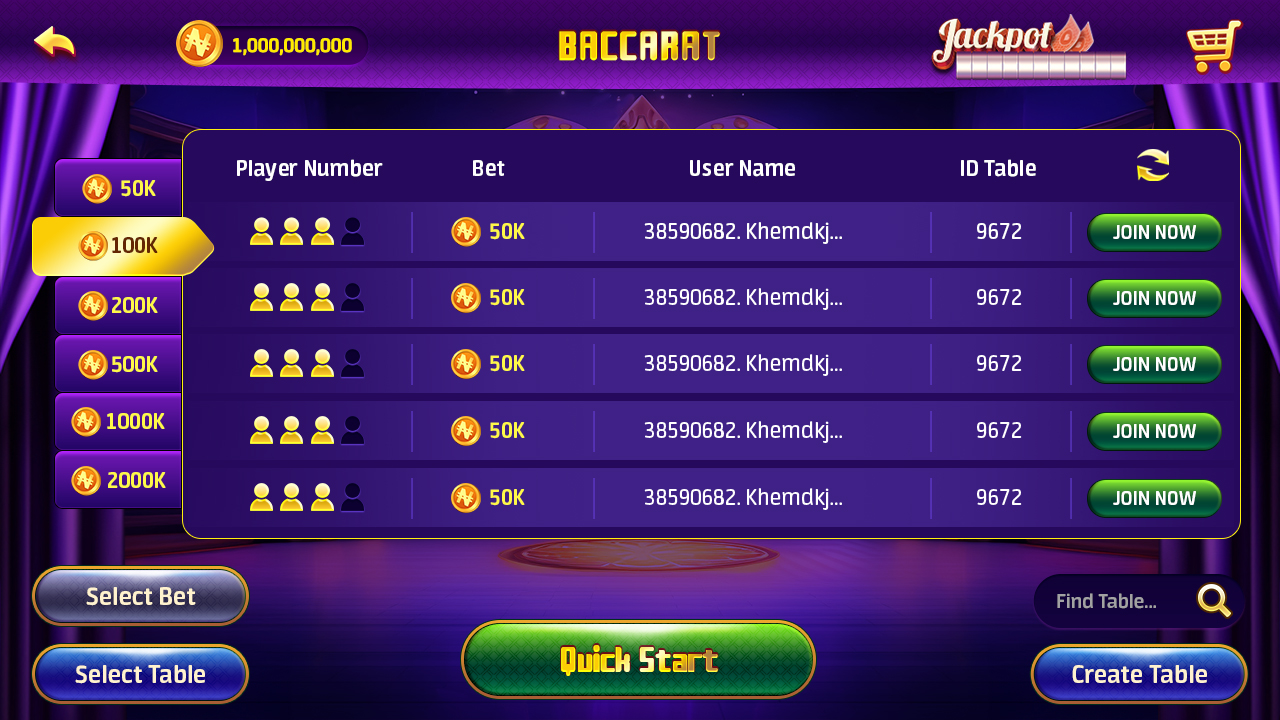 1,000,000,000
BACCARAT
Jackpot
Player Number Bet User Name ID Table
50K
100K
200K
500K
1000K
2000K
50K 38590682. Khemdkj... 9672 JOIN NOW
50K 38590682. Khemdkj... 9672 JOIN NOW
50K 38590682. Khemdkj... 9672 JOIN NOW
50K 38590682. Khemdkj... 9672 JOIN NOW
50K 38590682. Khemdkj... 9672 JOIN NOW
Select Bet
Find Table...
Select Table
Quick Start
Create Table